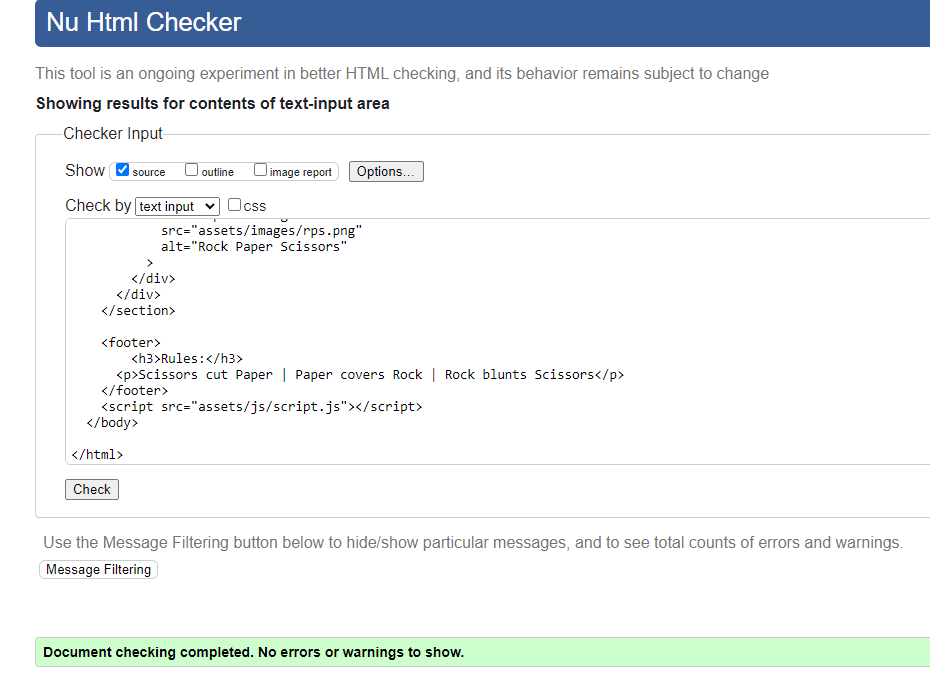 Nu Html Checker
This tool is an ongoing experiment in better HTML checking, and its behavior remains subject to change
Showing results for contents of text-input area
Checker Input
Show source outline image report Options...
Check by text input css
src="assets/images/rps.png"
alt="Rock Paper Scissors"
>
</div>
</div>
</section>
<footer>
<h3>Rules:</h3>
<p>Scissors cut Paper | Paper covers Rock | Rock blunts Scissors</p>
</footer>
<script src="assets/js/script.js"></script>
</body>
</html>
Check
Use the Message Filtering button below to hide/show particular messages, and to see total counts of errors and warnings.
Message Filtering
Document checking completed. No errors or warnings to show.